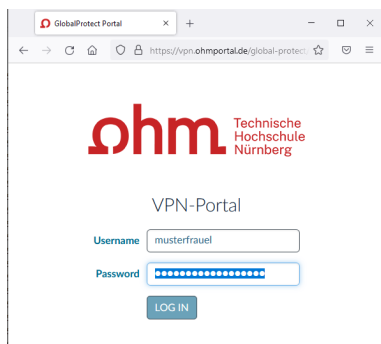 GlobalProtect Portal
https://vpn.ohmportal.de/global-protect
ohm Technische
Hochschule
Nürnberg
VPN-Portal
Username musterfrauel
Password ••••••••••••••••••
LOG IN